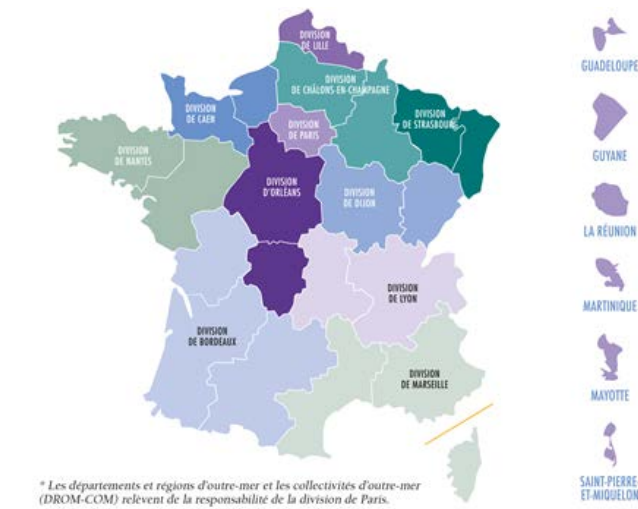 DIVISION
DE LILLE
DIVISION
DE CHÂLONS-EN-CHAMPAGNE
DIVISION
DE CAEN
DIVISION
DE PARIS
DIVISION
DE STRASBOURG
DIVISION
DE NANTES
DIVISION
D'ORLÉANS
DIVISION
DE DIJON
DIVISION
DE LYON
DIVISION
DE BORDEAUX
DIVISION
DE MARSEILLE
GUADELOUPE
GUYANE
LA RÉUNION
MARTINIQUE
MAYOTTE
SAINT-PIERRE
ET-MIQUELON
* Les départements et régions d'outre-mer et les collectivités d'outre-mer
(DROM-COM) relèvent de la responsabilité de la division de Paris.